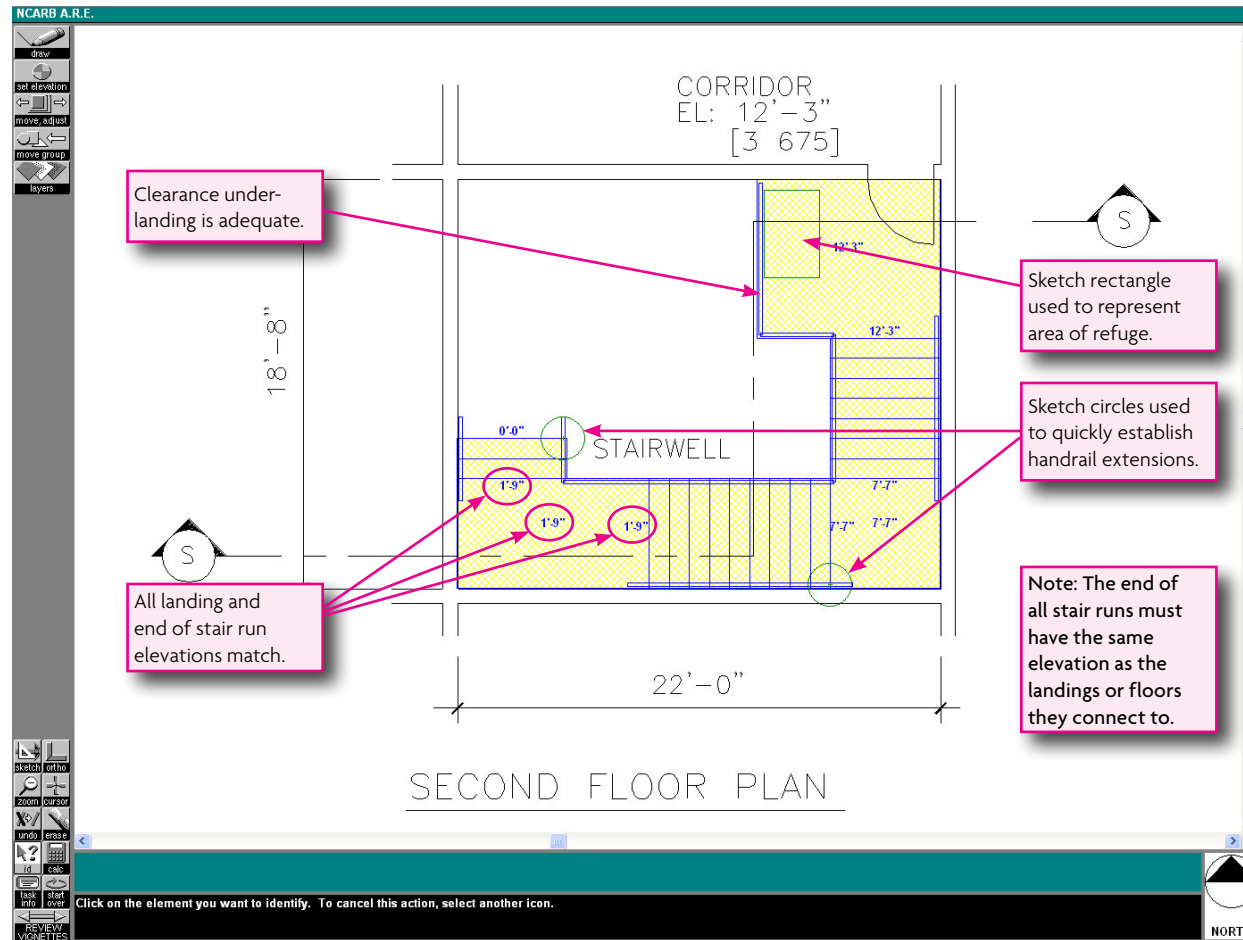 NCARB A.R.E.
draw
set elevation
move, adjust
move group
layers
CORRIDOR
EL: 12'-3"
[3 675]
Clearance under-
landing is adequate.
S
12'-3"
Sketch rectangle
used to represent
area of refuge.
18'-8"
12'-3"
Sketch circles used
to quickly establish
handrail extensions.
0'-0"
STAIRWELL
1'-9"
7'-7"
1'-9"
1'-9"
7'-7"
7'-7"
S
All landing and
end of stair run
elevations match.
Note: The end of
all stair runs must
have the same
elevation as the
landings or floors
they connect to.
22'-0"
SECOND FLOOR PLAN
sketch
ortho
zoom
cursor
undo
erase
id
calc
task
info
start
over
REVIEW
VIGNETTES
Click on the element you want to identify. To cancel this action, select another icon.
NORT